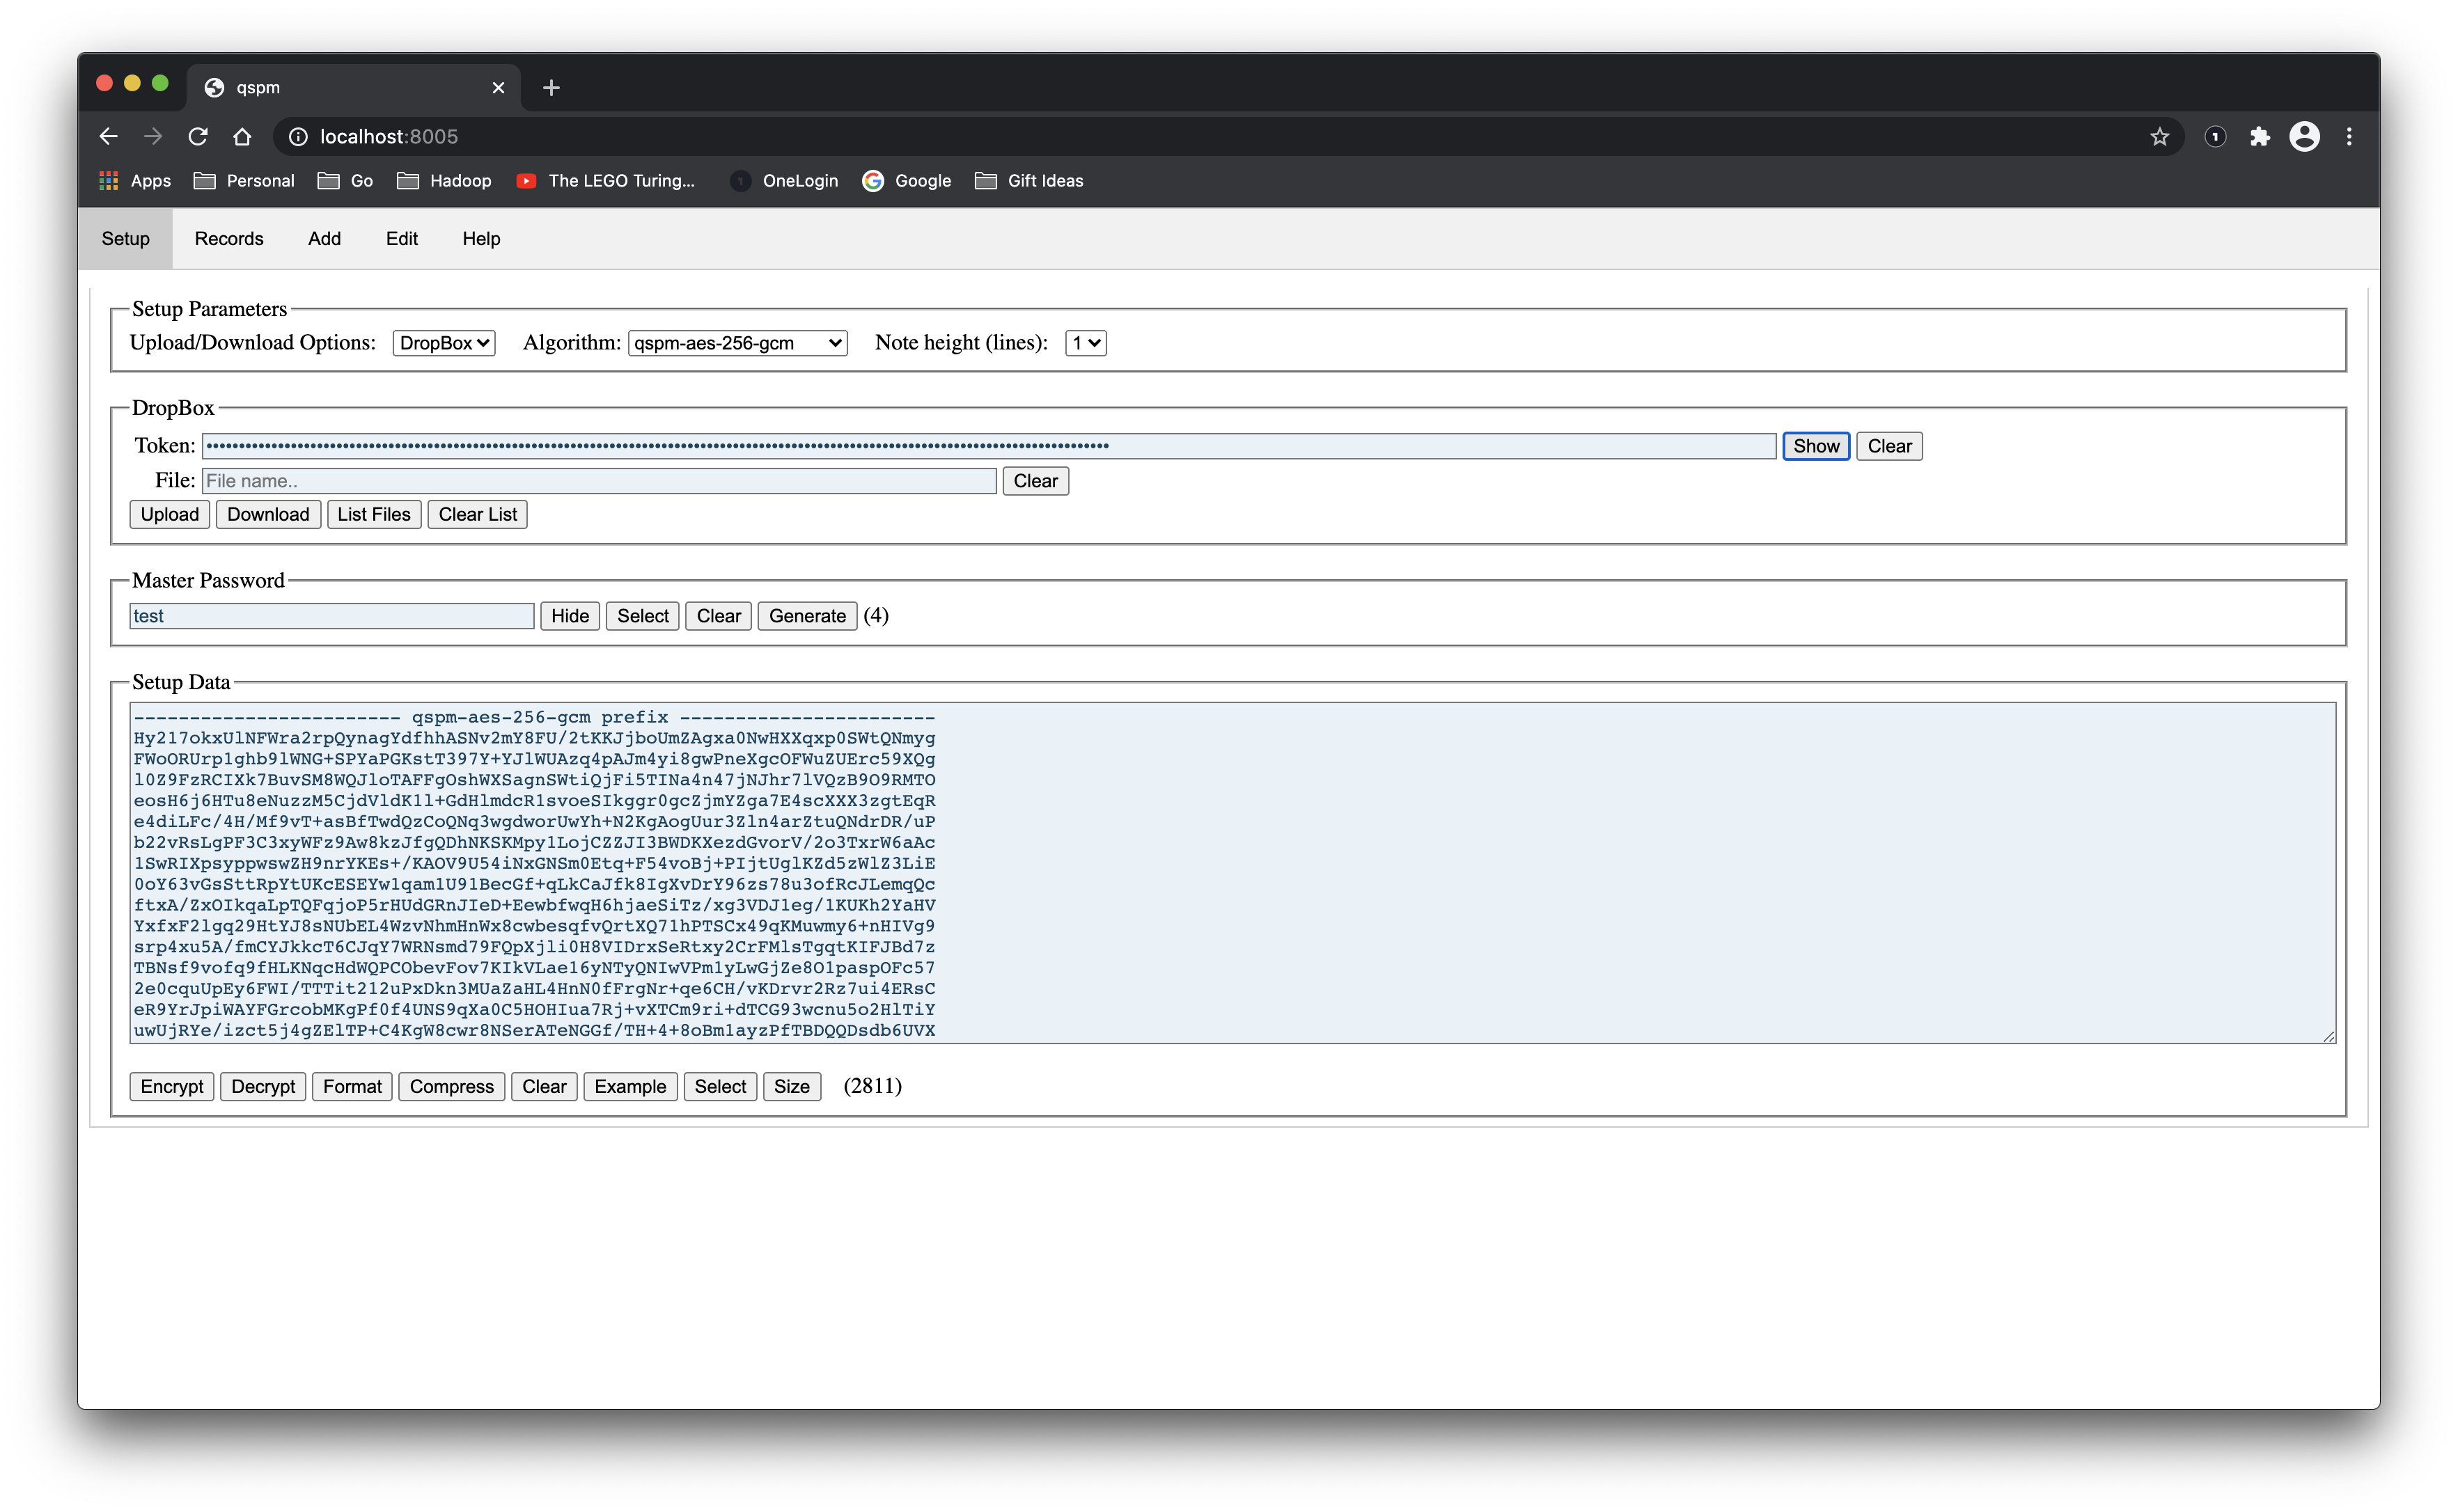 qspm
localhost:8005
Apps Personal Go Hadoop The LEGO Turing... OneLogin Google Gift Ideas
Setup Records Add Edit Help
Setup Parameters
Upload/Download Options: DropBox Algorithm: qspm-aes-256-gcm Note height (lines): 1
DropBox
Token: Show Clear
File: File name.. Clear
Upload Download List Files Clear List
Master Password
test Hide Select Clear Generate (4)
Setup Data
------------------------ qspm-aes-256-gcm prefix -----------------------
Hy217okxUlNFWra2rpQynagYdfhhASNv2mY8FU/2tKKJjboUmZAgxa0NwHXXqxp0SWtQNmyg
FWoORUrp1ghb9lWNG+SPYaPGKstT397Y+YJlWUAzq4pAJm4yi8gwPneXgcOFWuZUErc59XQg
l0Z9FzRCIXk7BuvSM8WQJloTAFFgOshWXSagnSWtiQjFi5TINa4n47jNJhr7lVQzB9O9RMTO
eosH6j6HTu8eNuzzM5CjdVldK1l+GdHlmdcR1svoeSIkggr0gcZjmYZga7E4scXXX3zgtEqR
e4diLFc/4H/Mf9vT+asBfTwdQzCoQNq3wgdworUwYh+N2KgAogUur3Zln4arZtuQNdrDR/uP
b22vRsLgPF3C3xyWFz9Aw8kzJfgQDhNKSKMpy1LojCZZJI3BWDKXezdGvorV/2o3TxrW6aAc
1SwRIXpsyppwswZH9nrYKEs+/KAOV9U54iNxGNSm0Etq+F54voBj+PIjtUglKZd5zWlZ3LiE
0oY63vGsSttRpYtUKcESEYw1qam1U91BecGf+qLkCaJfk8IgXvDrY96zs78u3ofRcJLemqQc
ftxA/ZxOIkqaLpTQFqjoP5rHUdGRnJIeD+EewbfwqH6hjaeSiTz/xg3VDJ1eg/1KUKh2YaHV
YxfxF2lgq29HtYJ8sNUbEL4WzvNhmHnWx8cwbesqfvQrtXQ71hPTSCx49qKMuwmy6+nHIVg9
srp4xu5A/fmCYJkkcT6CJqY7WRNsmd79FQpXjli0H8VIDrxSeRtxy2CrFMlsTgqtKIFJBd7z
TBNsf9vofq9fHLKNqcHdWQPCObevFov7KIkVLae16yNTyQNIwVPm1yLwGjZe8O1paspOFc57
2e0cquUpEy6FWI/TTTit212uPxDkn3MUaZaHL4HnN0fFrgNr+qe6CH/vKDrvr2Rz7ui4ERsC
eR9YrJpiWAYFGrcobMKgPf0f4UNS9qXa0C5HOHIua7Rj+vXTCm9ri+dTCG93wcnu5o2HlTiY
uwUjRYe/izct5j4gZElTP+C4KgW8cwr8NSerATeNGGf/TH+4+8oBm1ayzPfTBDQQDsdb6UVX
Encrypt Decrypt Format Compress Clear Example Select Size (2811)